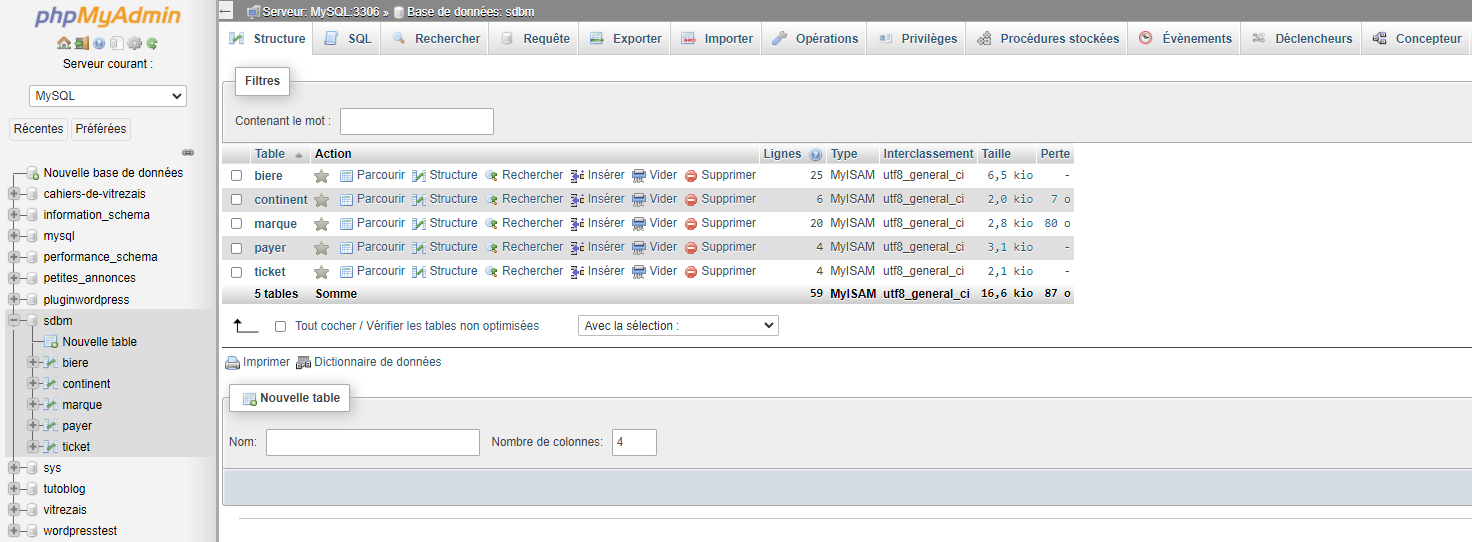 phpMyAdmin
Serveur courant :
MySQL
Récentes Préférées
Nouvelle base de données
cahiers-de-vitrezais
information_schema
mysql
performance_schema
petites_annonces
pluginwordpress
sdbm
Nouvelle table
biere
continent
marque
payer
ticket
sys
tutoblog
vitrezais
wordpresstest
Serveur: MySQL:3306 » Base de données: sdbm
Structure SQL Rechercher Requête Exporter Importer Opérations Privilèges Procédures stockées Évènements Déclencheurs Concepteur
Filtres
Contenant le mot :
Table Action Lignes Type Interclassement Taille Perte
biere Parcourir Structure Rechercher Insérer Vider Supprimer 25 MyISAM utf8_general_ci 6,5 kio -
continent Parcourir Structure Rechercher Insérer Vider Supprimer 6 MyISAM utf8_general_ci 2,0 kio 7 o
marque Parcourir Structure Rechercher Insérer Vider Supprimer 20 MyISAM utf8_general_ci 2,8 kio 80 o
payer Parcourir Structure Rechercher Insérer Vider Supprimer 4 MyISAM utf8_general_ci 3,1 kio -
ticket Parcourir Structure Rechercher Insérer Vider Supprimer 4 MyISAM utf8_general_ci 2,1 kio -
5 tables Somme 59 MyISAM utf8_general_ci 16,6 kio 87 o
Tout cocher / Vérifier les tables non optimisées Avec la sélection :
Imprimer Dictionnaire de données
Nouvelle table
Nom: Nombre de colonnes: 4